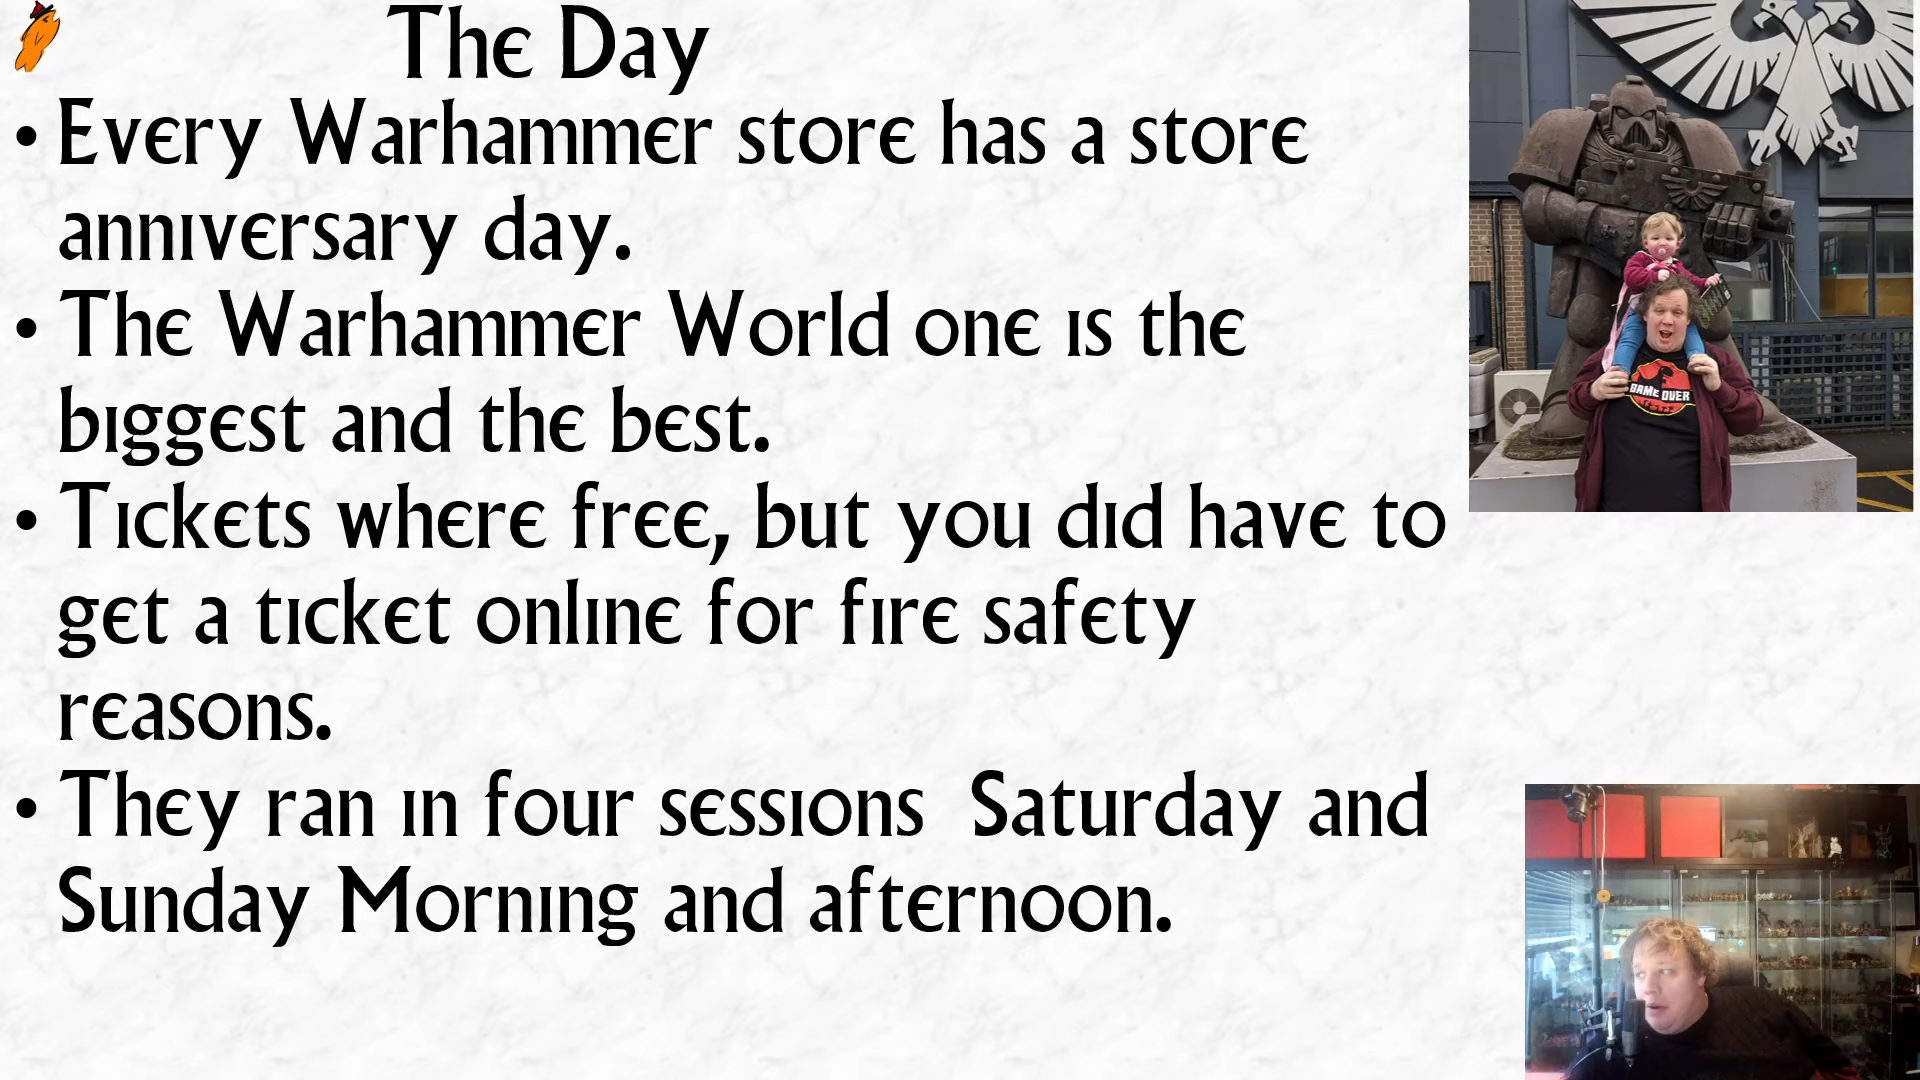 The Day
• Every Warhammer store has a store
anniversary day.
• The Warhammer World one is the
biggest and the best.
• Tickets where free, but you did have to
get a ticket online for fire safety
reasons.
• They ran in four sessions  Saturday and
Sunday Morning and afternoon.
GAME OVER